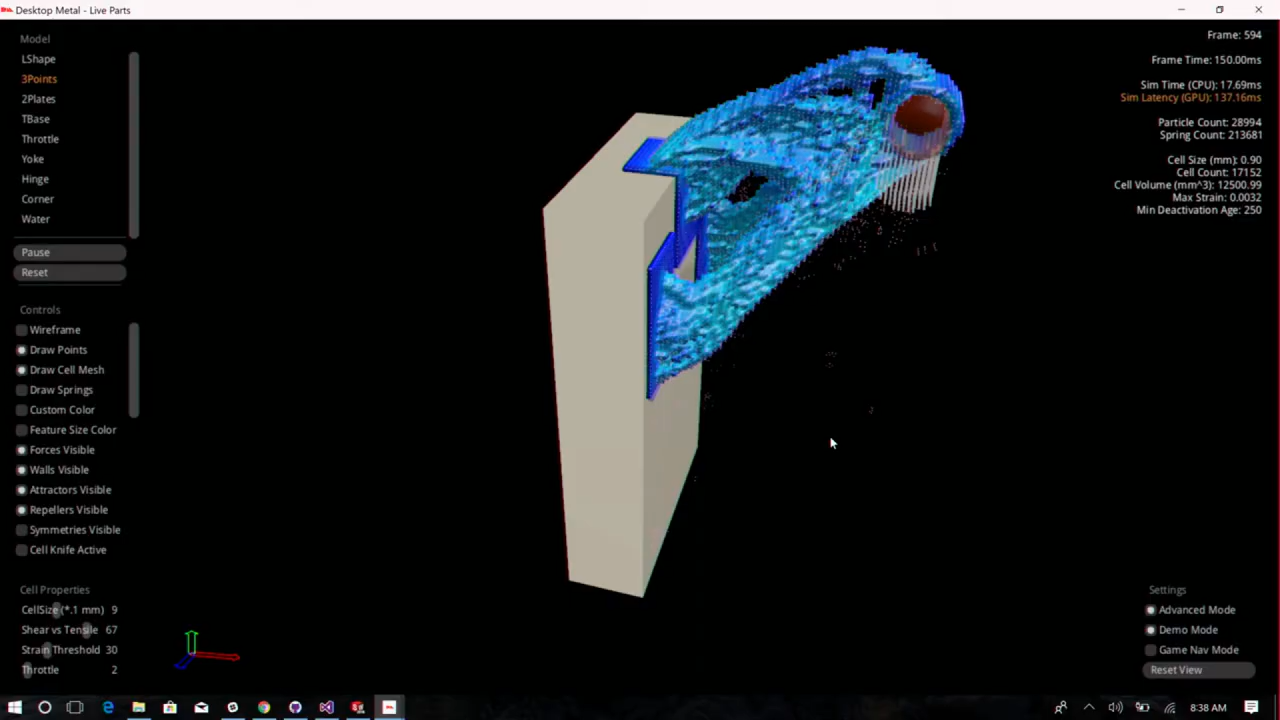 Desktop Metal - Live Parts
Model
LShape
3Points
2Plates
TBase
Throttle
Yoke
Hinge
Corner
Water
Pause
Reset
Controls
Wireframe
Draw Points
Draw Cell Mesh
Draw Springs
Custom Color
Feature Size Color
Forces Visible
Walls Visible
Attractors Visible
Repellers Visible
Symmetries Visible
Cell Knife Active
Cell Properties
CellSize (*.1 mm) 9
Shear vs Tensile 67
Strain Threshold 30
Throttle 2
Frame: 594
Frame Time: 150.00ms
Sim Time (CPU): 17.69ms
Sim Latency (GPU): 137.16ms
Particle Count: 28994
Spring Count: 213681
Cell Size (mm): 0.90
Cell Count: 17152
Cell Volume (mm^3): 12500.99
Max Strain: 0.0032
Min Deactivation Age: 250
Settings
Advanced Mode
Demo Mode
Game Nav Mode
Reset View
8:38 AM